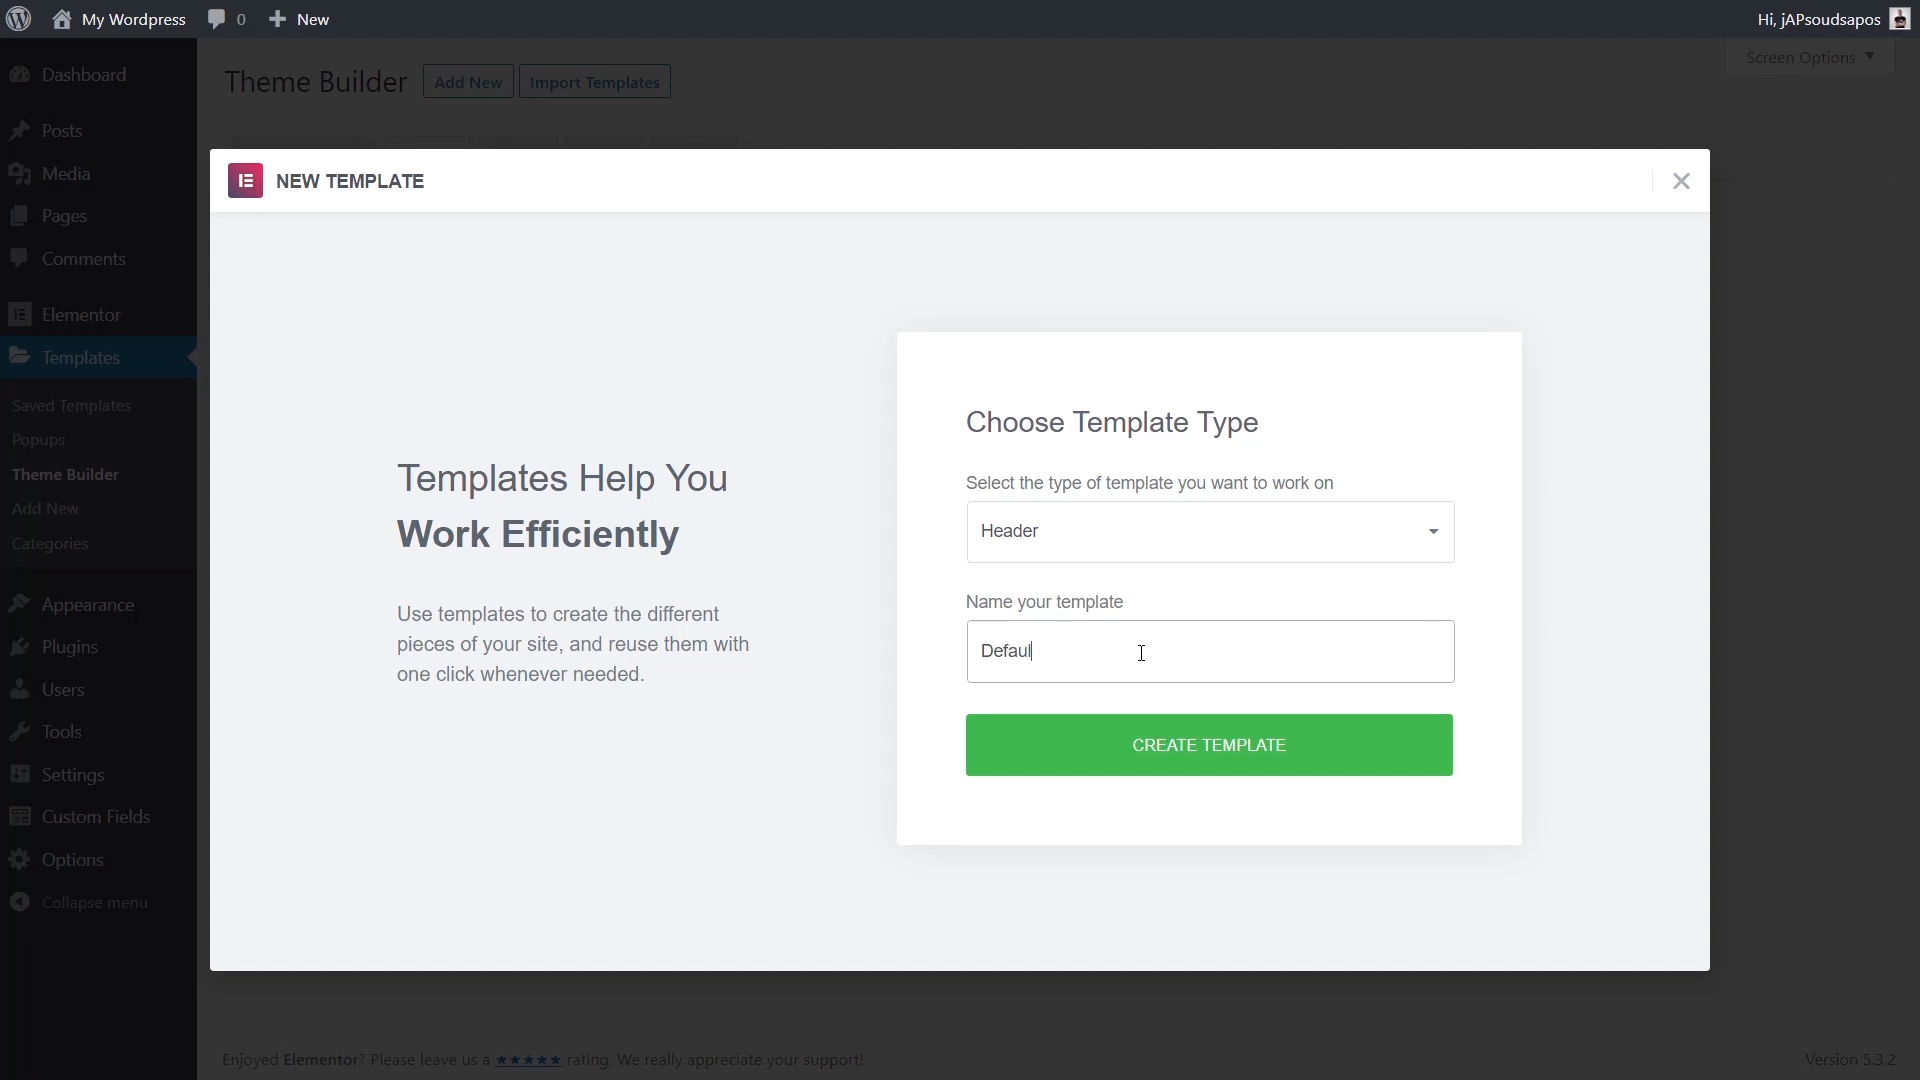 My Wordpress 0 New Hi, jAPsoudsapos
Dashboard
Posts
Media
Pages
Comments
Elementor
Templates
Saved Templates
Popups
Theme Builder
Add New
Categories
Appearance
Plugins
Users
Tools
Settings
Custom Fields
Options
Collapse menu
Theme Builder Add New Import Templates Screen Options
NEW TEMPLATE
Templates Help You
Work Efficiently
Use templates to create the different
pieces of your site, and reuse them with
one click whenever needed.
Choose Template Type
Select the type of template you want to work on
Header
Name your template
Defaul
CREATE TEMPLATE
Enjoyed Elementor? Please leave us a ★★★★★ rating. We really appreciate your support! Version 5.3.2